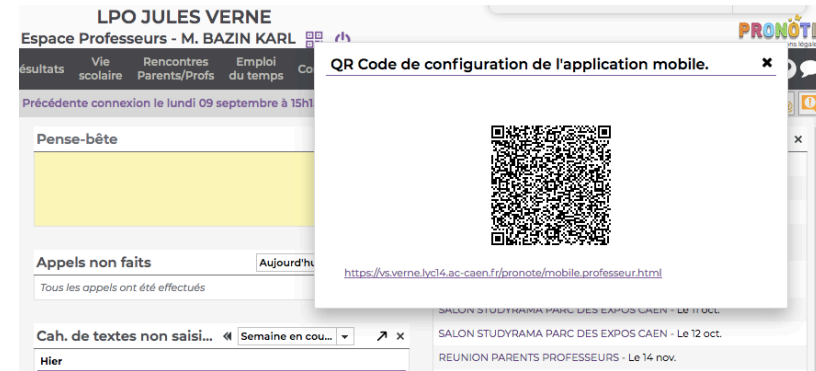 LPO JULES VERNE
Espace Professeurs - M. BAZIN KARL
PRONOTE
ésultats
Vie scolaire
Rencontres Parents/Profs
Emploi du temps
Co
Précédente connexion le lundi 09 septembre à 15h1
QR Code de configuration de l'application mobile.
https://vs.verne.lyc14.ac-caen.fr/pronote/mobile.professeur.html
Pense-bête
Appels non faits
Aujourd'hu
Tous les appels ont été effectués
Cah. de textes non saisi...
Semaine en cou...
Hier
SALON STUDYRAMA PARC DES EXPOS CAEN - Le 11 oct.
SALON STUDYRAMA PARC DES EXPOS CAEN - Le 12 oct.
REUNION PARENTS PROFESSEURS - Le 14 nov.